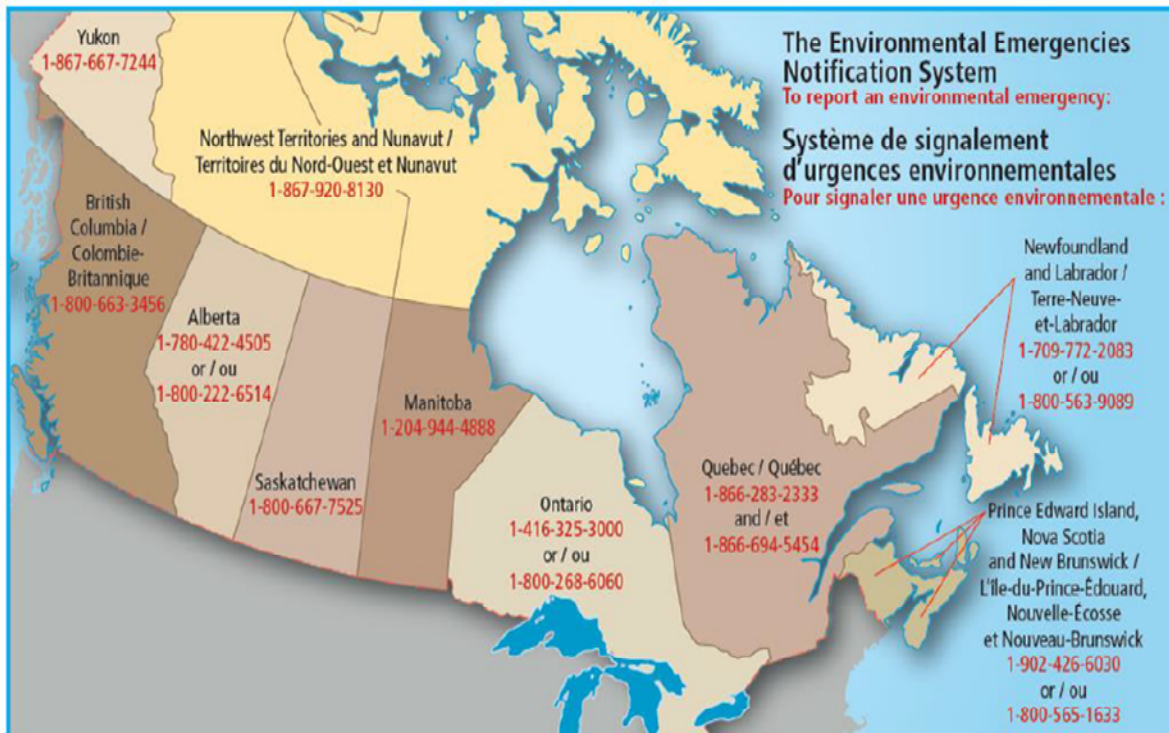 The Environmental Emergencies
Notification System
To report an environmental emergency:
Système de signalement
d'urgences environnementales
Pour signaler une urgence environnementale :
Yukon
1-867-667-7244
Northwest Territories and Nunavut /
Territoires du Nord-Ouest et Nunavut
1-867-920-8130
British
Columbia /
Colombie-
Britannique
1-800-663-3456
Alberta
1-780-422-4505
or / ou
1-800-222-6514
Saskatchewan
1-800-667-7525
Manitoba
1-204-944-4888
Ontario
1-416-325-3000
or / ou
1-800-268-6060
Quebec / Québec
1-866-283-2333
and / et
1-866-694-5454
Newfoundland
and Labrador /
Terre-Neuve-
et-Labrador
1-709-772-2083
or / ou
1-800-563-9089
Prince Edward Island,
Nova Scotia
and New Brunswick /
L'Île-du-Prince-Édouard,
Nouvelle-Écosse
et Nouveau-Brunswick
1-902-426-6030
or / ou
1-800-565-1633